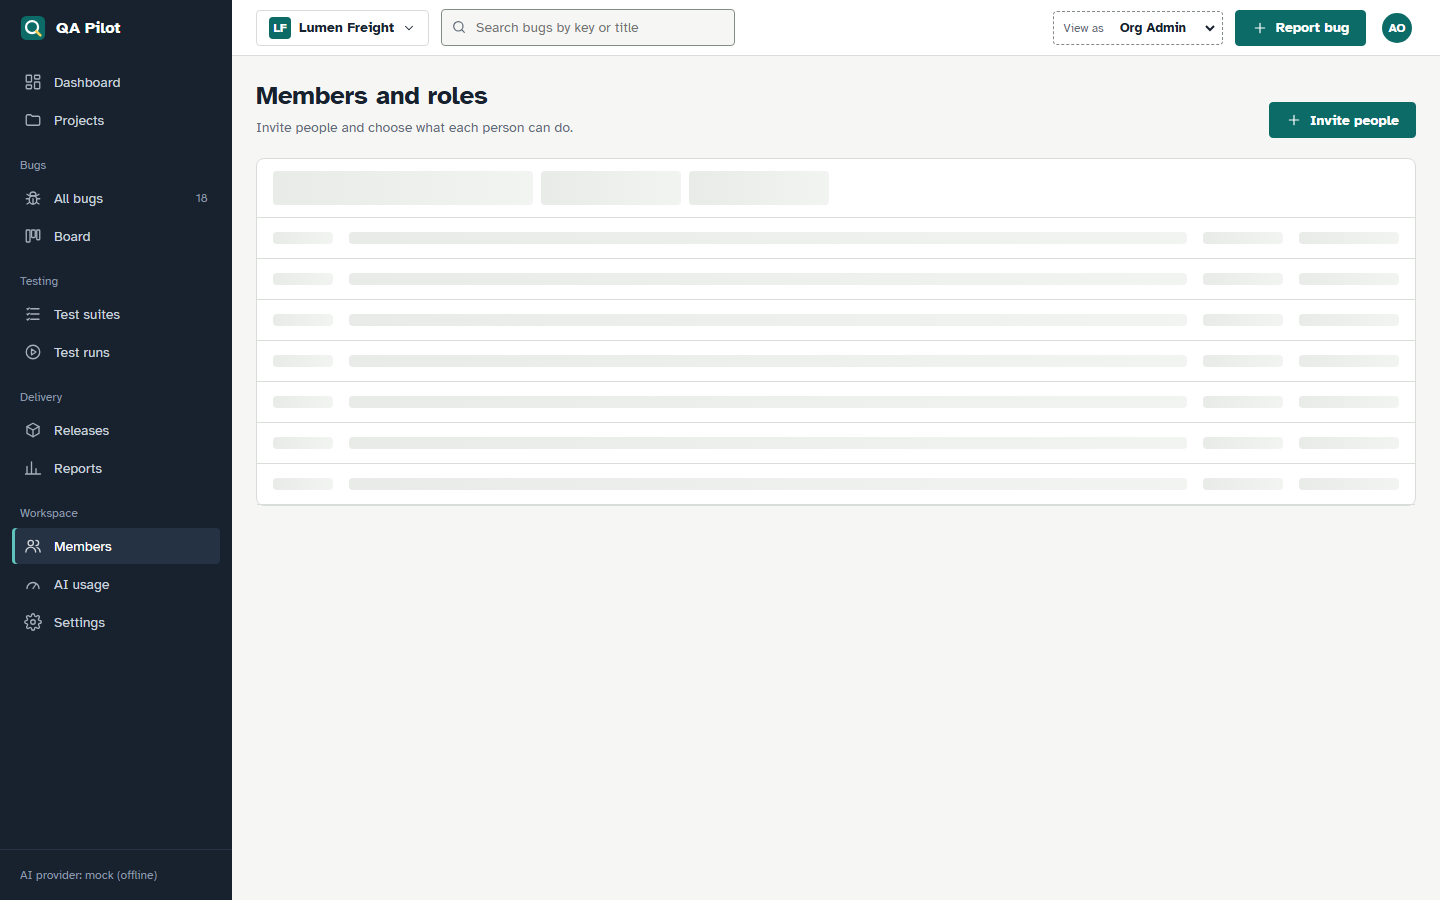 QA Pilot
Dashboard
Projects
Bugs
All bugs 18
Board
Testing
Test suites
Test runs
Delivery
Releases
Reports
Workspace
Members
AI usage
Settings
AI provider: mock (offline)
LF Lumen Freight
Search bugs by key or title
View as Org Admin
Report bug
AO
Members and roles
Invite people and choose what each person can do.
Invite people